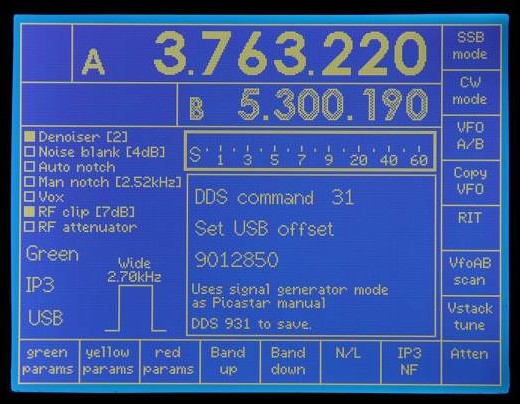 A 3.763.220
B 5.300.190
Denoiser [2]
Noise blank [4dB]
Auto notch
Man notch [2.52kHz]
Vox
RF clip [7dB]
RF attenuator
Green
IP3
USB
Wide
2.70kHz
S 1 3 5 7 9 20 40 60
DDS command 31
Set USB offset
9012850
Uses signal generator mode
as Picastar manual
DDS 931 to save.
SSB
mode
CW
mode
VFO
A/B
Copy
VFO
RIT
VfoAB
scan
Vstack
tune
Atten
green
params
yellow
params
red
params
Band
up
Band
down
N/L
IP3
NF